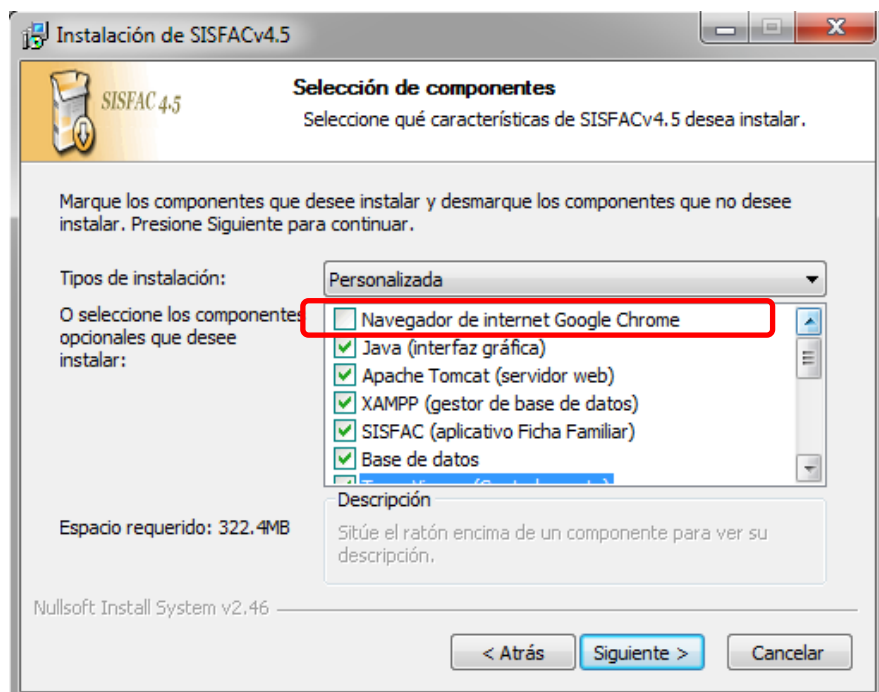 Instalación de SISFACv4.5
SISFAC 4.5
Selección de componentes
Seleccione qué características de SISFACv4.5 desea instalar.
Marque los componentes que desee instalar y desmarque los componentes que no desee
instalar. Presione Siguiente para continuar.
Tipos de instalación:
Personalizada
O seleccione los componentes
opcionales que desee
instalar:
Navegador de internet Google Chrome
Java (interfaz gráfica)
Apache Tomcat (servidor web)
XAMPP (gestor de base de datos)
SISFAC (aplicativo Ficha Familiar)
Base de datos
Espacio requerido: 322.4MB
Descripción
Sitúe el ratón encima de un componente para ver su
descripción.
Nullsoft Install System v2.46
< Atrás
Siguiente >
Cancelar